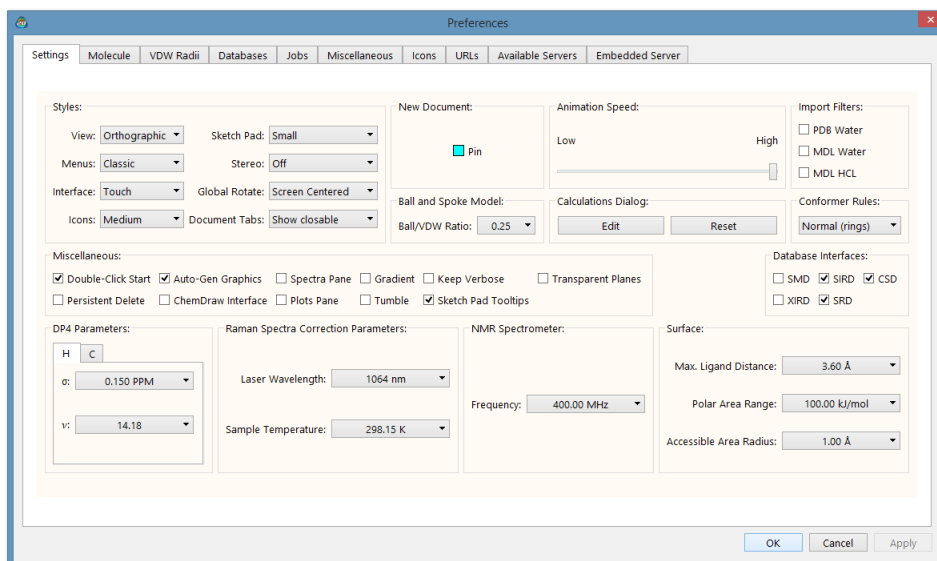 Preferences
Settings Molecule VDW Radii Databases Jobs Miscellaneous Icons URLs Available Servers Embedded Server
Styles:
View: Orthographic Sketch Pad: Small
Menus: Classic Stereo: Off
Interface: Touch Global Rotate: Screen Centered
Icons: Medium Document Tabs: Show closable
New Document:
Pin
Animation Speed:
Low High
Import Filters:
PDB Water
MDL Water
MDL HCL
Ball and Spoke Model:
Ball/VDW Ratio: 0.25
Calculations Dialog:
Edit Reset
Conformer Rules:
Normal (rings)
Miscellaneous:
Double-Click Start Auto-Gen Graphics Spectra Pane Gradient Keep Verbose Transparent Planes
Persistent Delete ChemDraw Interface Plots Pane Tumble Sketch Pad Tooltips
Database Interfaces:
SMD SIRD CSD
XIRD SRD
DP4 Parameters:
H C
σ: 0.150 PPM
ν: 14.18
Raman Spectra Correction Parameters:
Laser Wavelength: 1064 nm
Sample Temperature: 298.15 K
NMR Spectrometer:
Frequency: 400.00 MHz
Surface:
Max. Ligand Distance: 3.60 Å
Polar Area Range: 100.00 kJ/mol
Accessible Area Radius: 1.00 Å
OK Cancel Apply